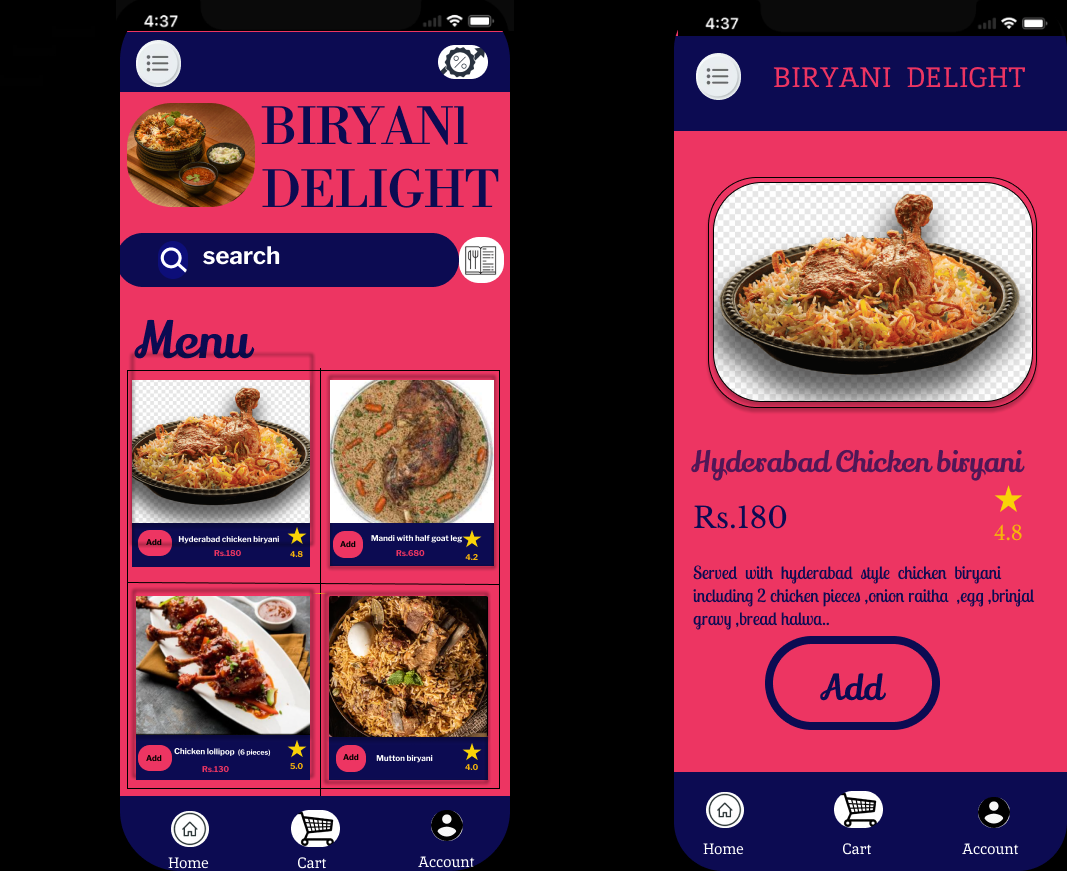 4:37
BIRYANI
DELIGHT
search
Menu
Add
Hyderabad chicken biryani
Rs.180
4.8
Add
Mandi with half goat leg
Rs.680
4.2
Add
Chicken lollipop (6 pieces)
Rs.130
5.0
Add
Mutton biryani
4.0
Home
Cart
Account
4:37
BIRYANI DELIGHT
Hyderabad Chicken biryani
Rs.180
4.8
Served with hyderabad style chicken biryani
including 2 chicken pieces ,onion raitha ,egg ,brinjal
gravy ,bread halwa..
Add
Home
Cart
Account